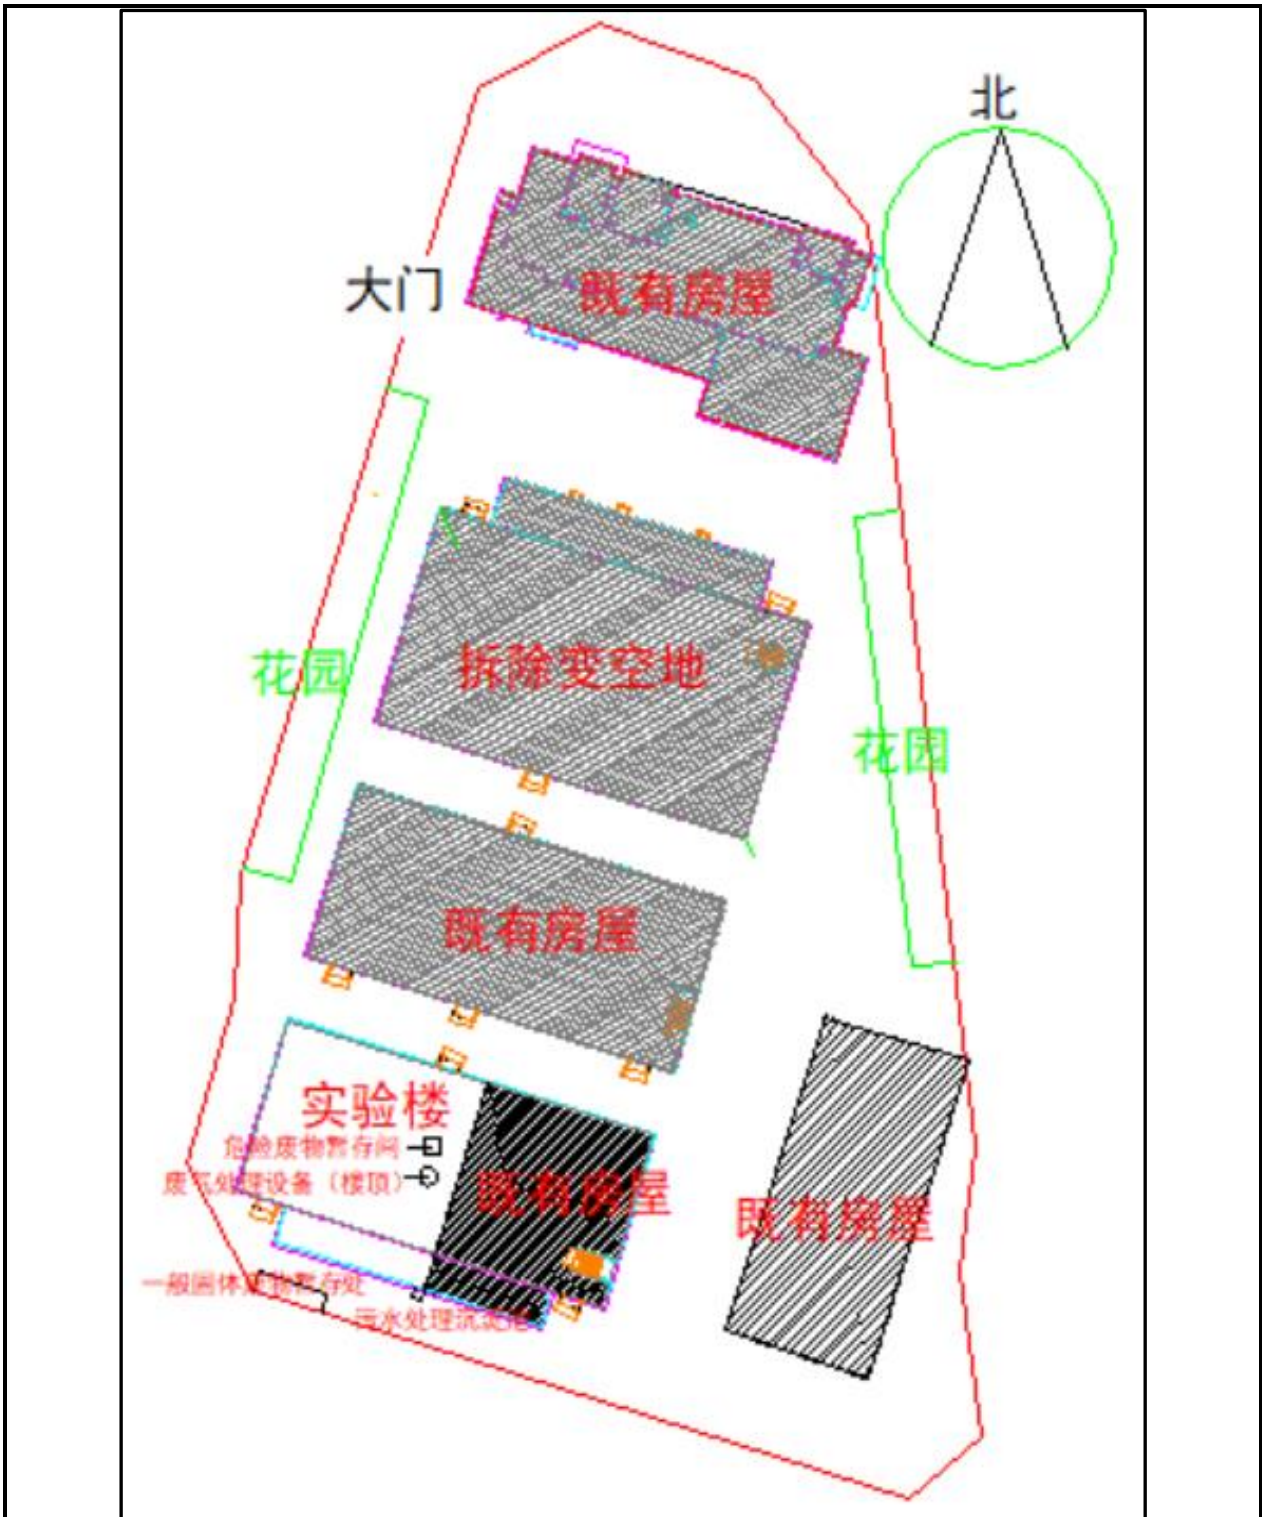 北
大门
既有房屋
拆除变空地
花园
花园
既有房屋
实验楼
危险废物暂存间
废气处理设备（楼顶）
既有房屋
既有房屋
一般固体废物暂存处
污水处理沉淀池